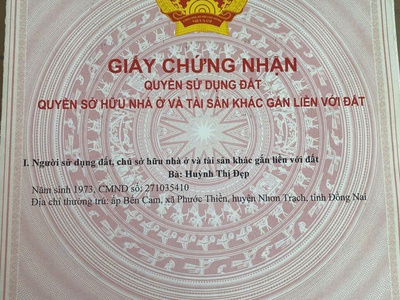 GIẤY CHỨNG NHẬN
QUYỀN SỬ DỤNG ĐẤT
QUYỀN SỞ HỮU NHÀ Ở VÀ TÀI SẢN KHÁC GẮN LIỀN VỚI ĐẤT
I. Người sử dụng đất, chủ sở hữu nhà ở và tài sản khác gắn liền với đất
Bà: Huỳnh Thị Đẹp
Năm sinh 1973, CMND số: 271035410
Địa chỉ thường trú: ấp Bến Cam, xã Phước Thiền, huyện Nhơn Trạch, tỉnh Đồng Nai